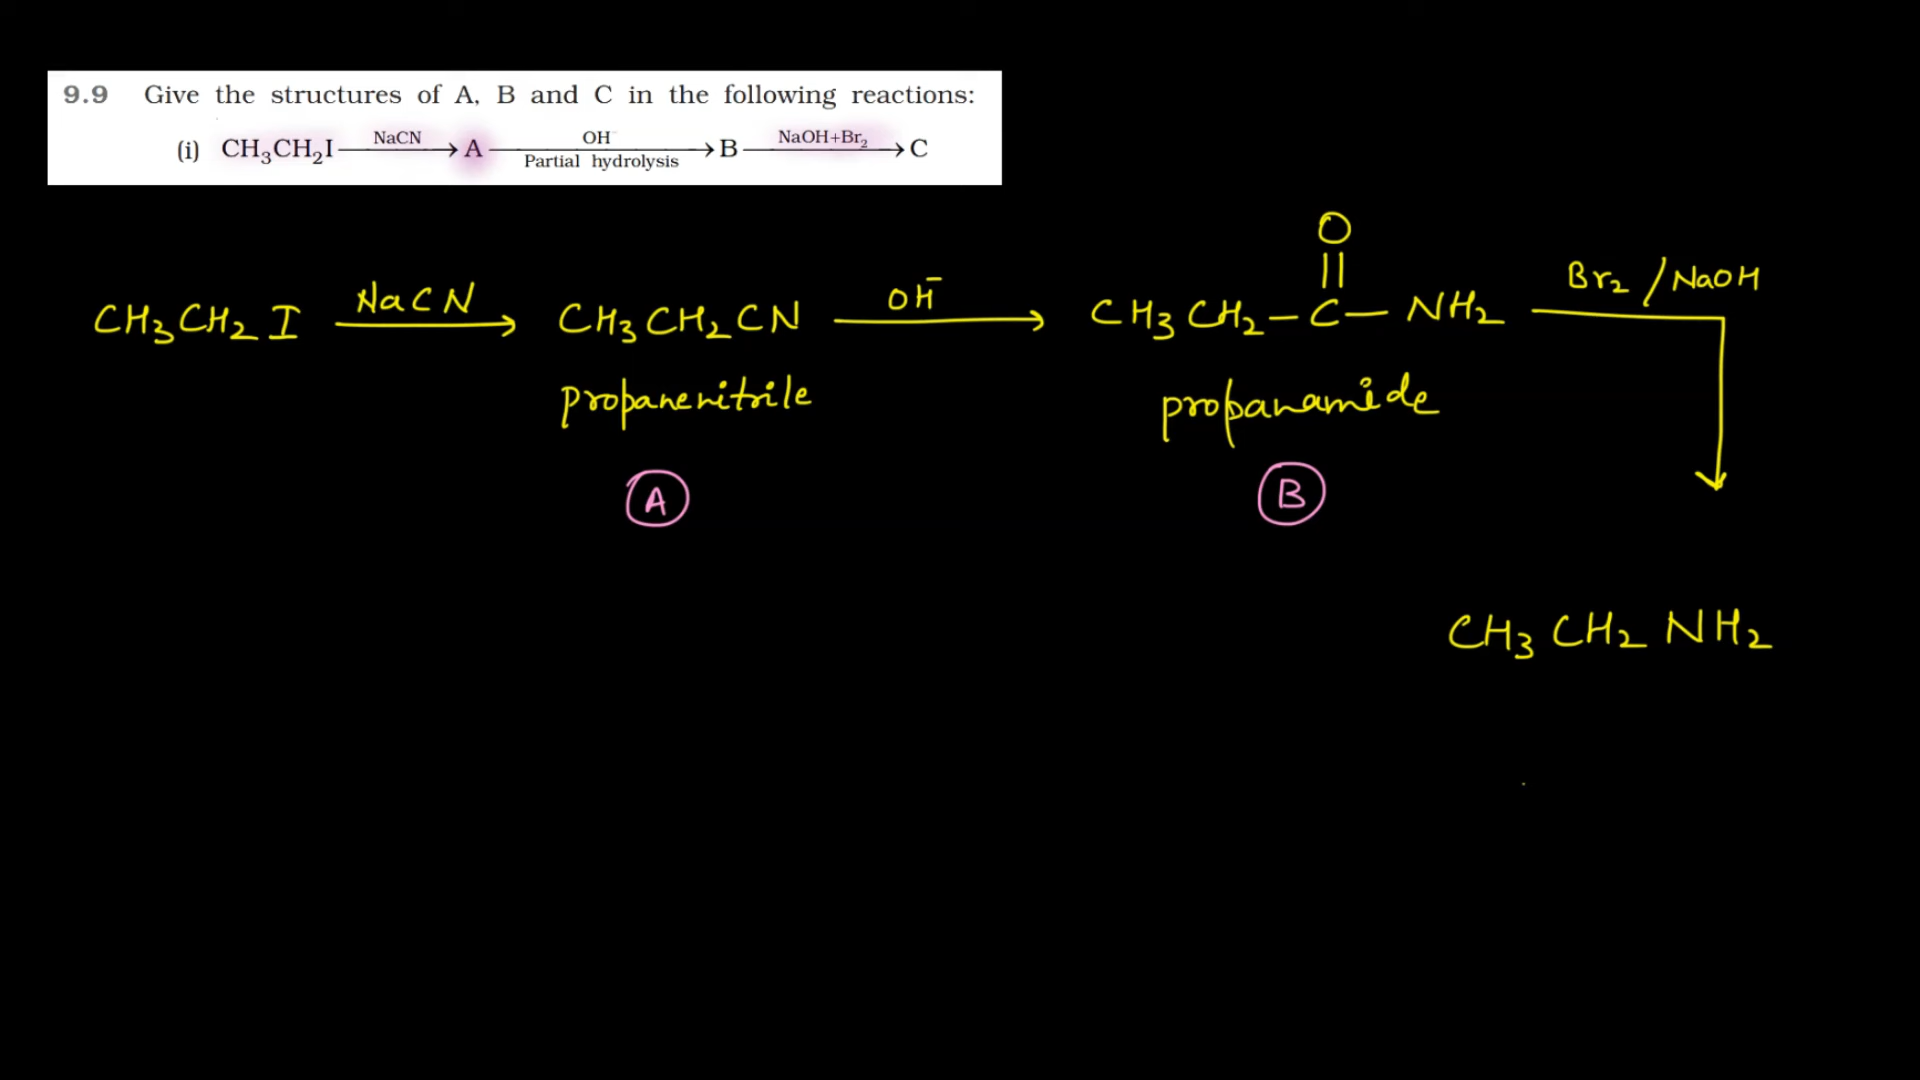 9.9 Give the structures of A, B and C in the following reactions:
(i) CH₃CH₂I —NaCN→ A —OH⁻ Partial hydrolysis→ B —NaOH+Br₂→ C
CH₃CH₂I —NaCN→ CH₃CH₂CN —OH⁻→ CH₃CH₂–C(=O)–NH₂ —Br₂/NaOH→
propanenitrile propanamide
A B
CH₃CH₂NH₂